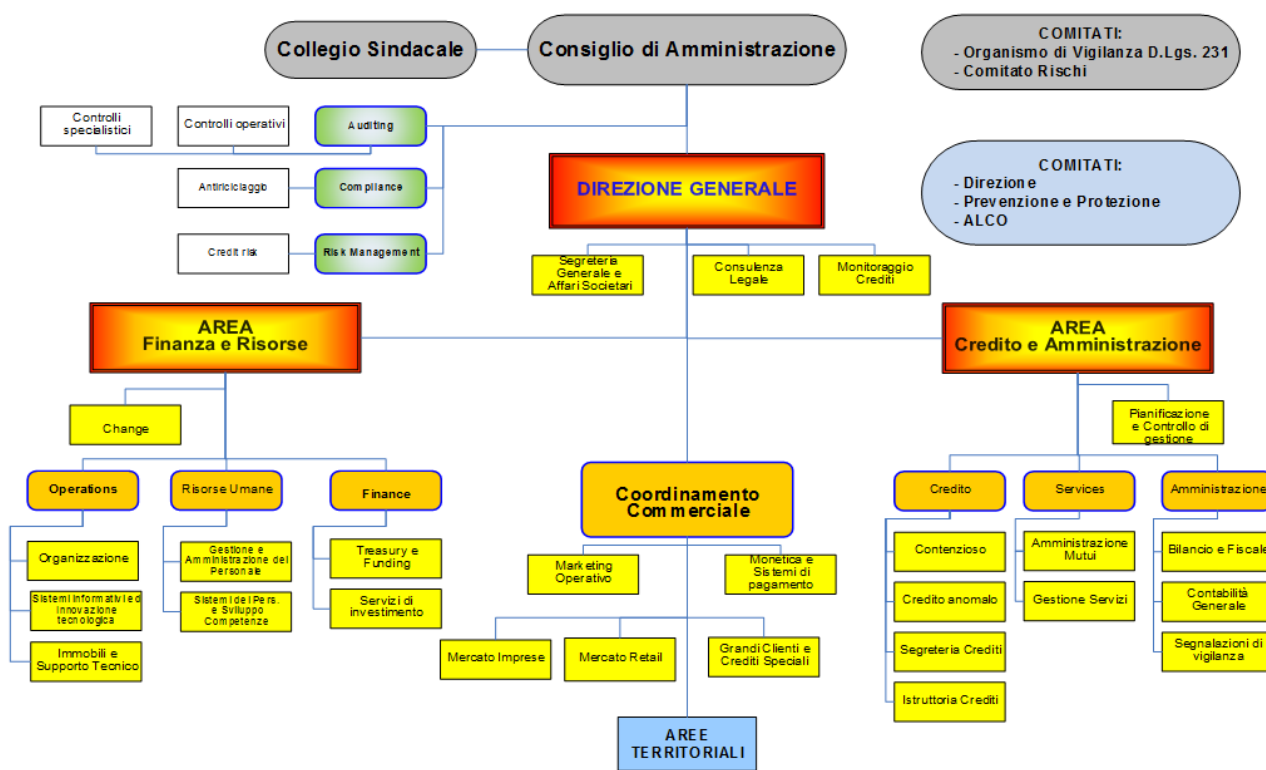 Collegio Sindacale
Consiglio di Amministrazione
COMITATI:
- Organismo di Vigilanza D.Lgs. 231
- Comitato Rischi
Controlli
specialistici
Controlli operativi
Auditing
Antiriciclaggio
Compliance
Credit risk
Risk Management
DIREZIONE GENERALE
COMITATI:
- Direzione
- Prevenzione e Protezione
- ALCO
Segreteria
Generale e
Affari Societari
Consulenza
Legale
Monitoraggio
Crediti
AREA
Finanza e Risorse
AREA
Credito e Amministrazione
Change
Pianificazione
e Controllo di
gestione
Operations
Risorse Umane
Finance
Coordinamento
Commerciale
Credito
Services
Amministrazione
Organizzazione
Sistemi Informativi ed
Innovazione
tecnologica
Immobili e
Supporto Tecnico
Gestione e
Amministrazione del
Personale
Sistemi del Pers.
e Sviluppo
Competenze
Treasury e
Funding
Servizi di
investimento
Marketing
Operativo
Monetica e
Sistemi di
pagamento
Mercato Imprese
Mercato Retail
Grandi Clienti e
Crediti Speciali
Contenzioso
Credito anomalo
Segreteria Crediti
Istruttoria Crediti
Amministrazione
Mutui
Gestione Servizi
Bilancio e Fiscale
Contabilità
Generale
Segnalazioni di
vigilanza
AREE
TERRITORIALI